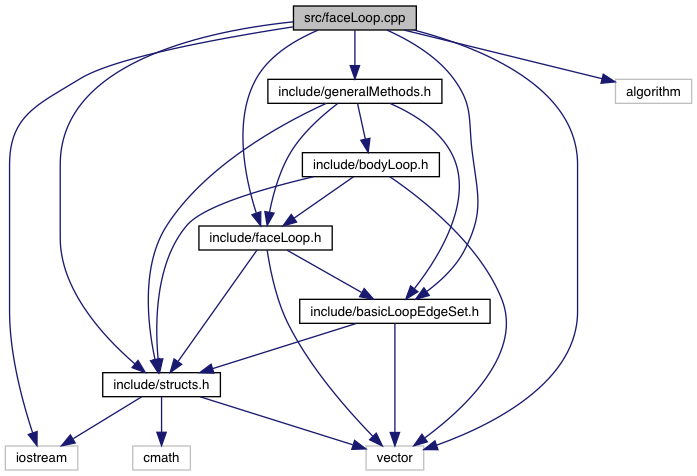 src/faceLoop.cpp
include/generalMethods.h
algorithm
include/bodyLoop.h
include/faceLoop.h
include/basicLoopEdgeSet.h
include/structs.h
iostream
cmath
vector